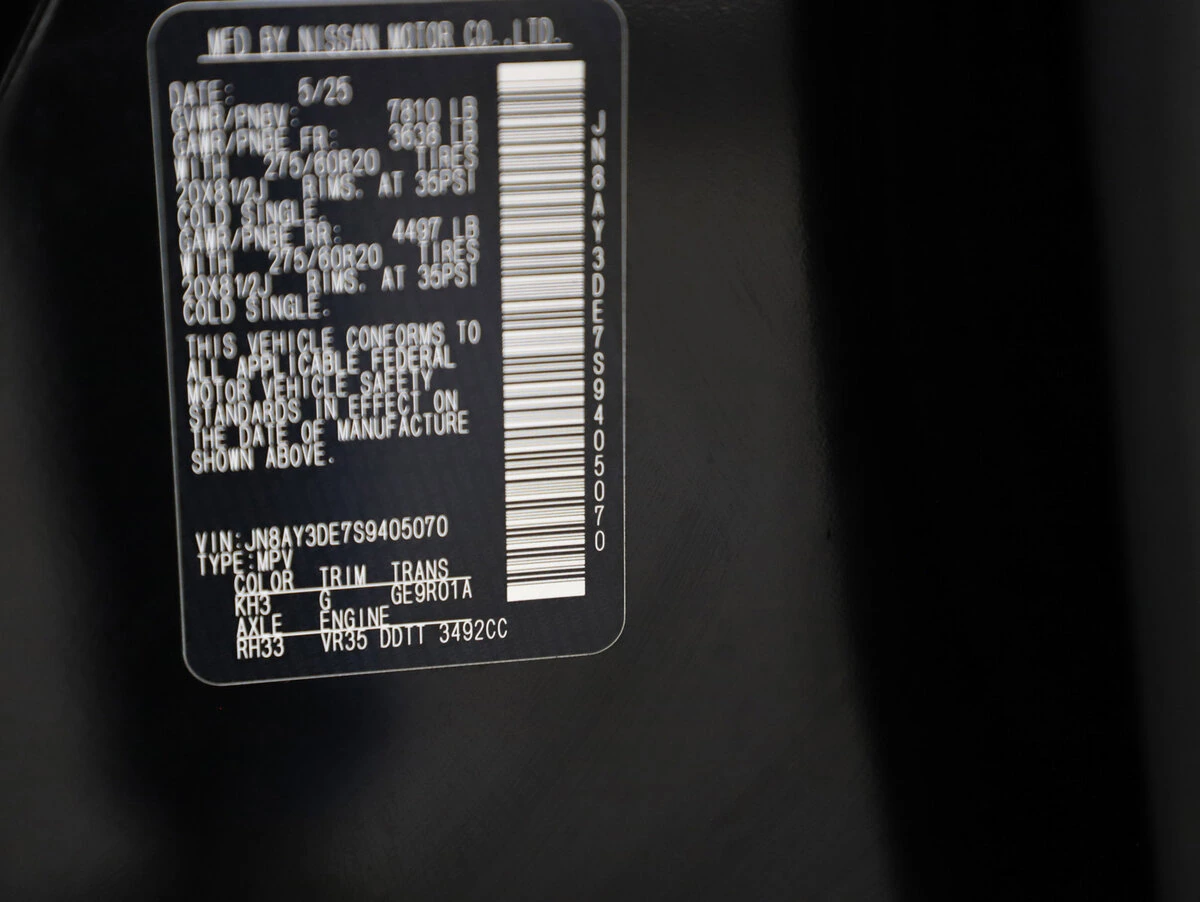 MFD BY NISSAN MOTOR CO.,LTD.
DATE: 5/25
GVWR/PNBV: 7810 LB
GAWR/PNBE FR: 3638 LB
WITH 275/60R20 TIRES
20X81/2J RIMS. AT 35PSI
COLD SINGLE.
GAWR/PNBE RR: 4497 LB
WITH 275/60R20 TIRES
20X81/2J RIMS. AT 35PSI
COLD SINGLE.
THIS VEHICLE CONFORMS TO
ALL APPLICABLE FEDERAL
MOTOR VEHICLE SAFETY
STANDARDS IN EFFECT ON
THE DATE OF MANUFACTURE
SHOWN ABOVE.
VIN:JN8AY3DE7S9405070
TYPE:MPV
COLOR TRIM TRANS
KH3 G GE9R01A
AXLE ENGINE
RH33 VR35 DDTT 3492CC
JN8AY3DE7S9405070